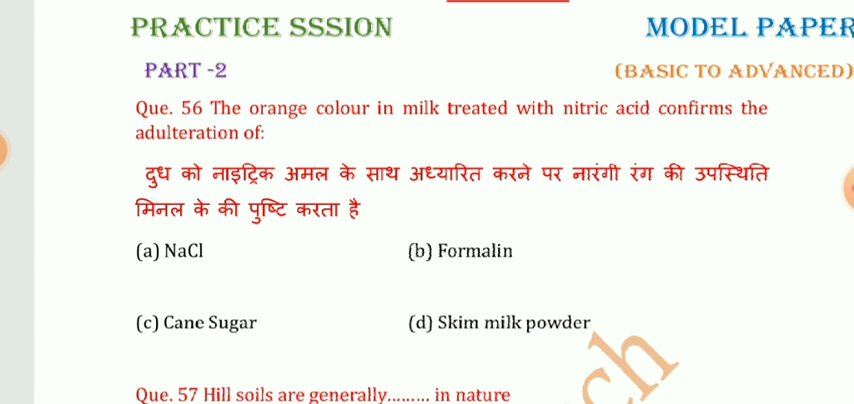 PRACTICE SSSION
MODEL PAPER
PART -2
(BASIC TO ADVANCED)
Que. 56 The orange colour in milk treated with nitric acid confirms the
adulteration of:
दुध को नाइट्रिक अमल के साथ अध्यारित करने पर नारंगी रंग की उपस्थिति
मिनल के की पुष्टि करता है
(a) NaCl
(b) Formalin
(c) Cane Sugar
(d) Skim milk powder
Que. 57 Hill soils are generally......... in nature